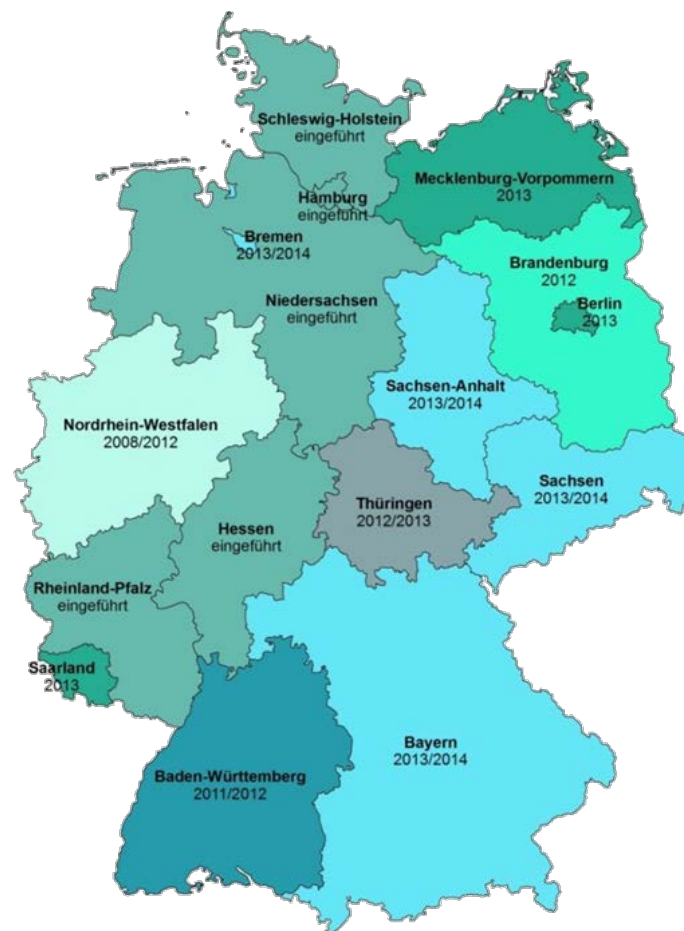 Schleswig-Holstein
eingeführt
Mecklenburg-Vorpommern
2013
Hamburg
eingeführt
Bremen
2013/2014
Brandenburg
2012
Berlin
2013
Niedersachsen
eingeführt
Sachsen-Anhalt
2013/2014
Nordrhein-Westfalen
2008/2012
Sachsen
2013/2014
Thüringen
2012/2013
Hessen
eingeführt
Rheinland-Pfalz
eingeführt
Saarland
2013
Bayern
2013/2014
Baden-Württemberg
2011/2012